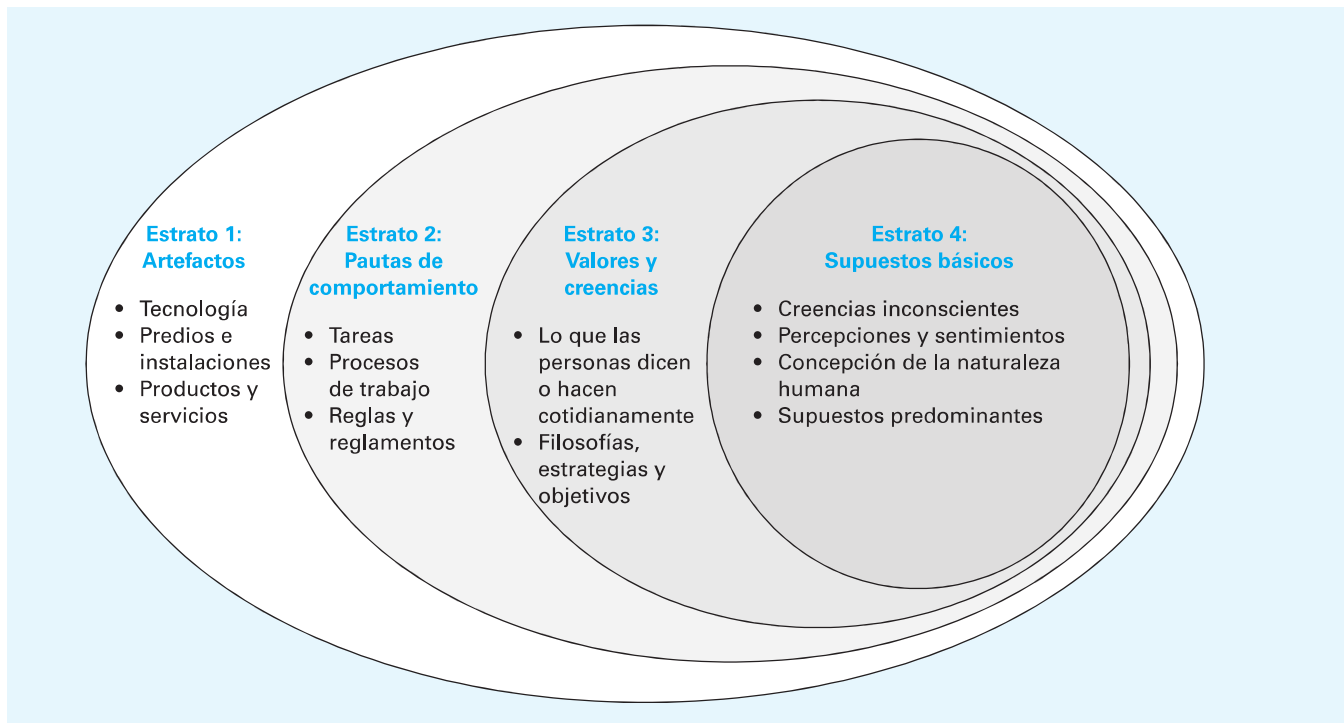 Estrato 1:
Artefactos
• Tecnología
• Predios e
instalaciones
• Productos y
servicios
Estrato 2:
Pautas de
comportamiento
• Tareas
• Procesos
de trabajo
• Reglas y
reglamentos
Estrato 3:
Valores y
creencias
• Lo que las
personas dicen
o hacen
cotidianamente
• Filosofías,
estrategias y
objetivos
Estrato 4:
Supuestos básicos
• Creencias inconscientes
• Percepciones y sentimientos
• Concepción de la naturaleza
humana
• Supuestos predominantes